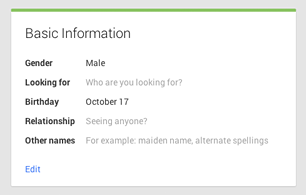 Basic Information
Gender Male
Looking for Who are you looking for?
Birthday October 17
Relationship Seeing anyone?
Other names For example: maiden name, alternate spellings
Edit